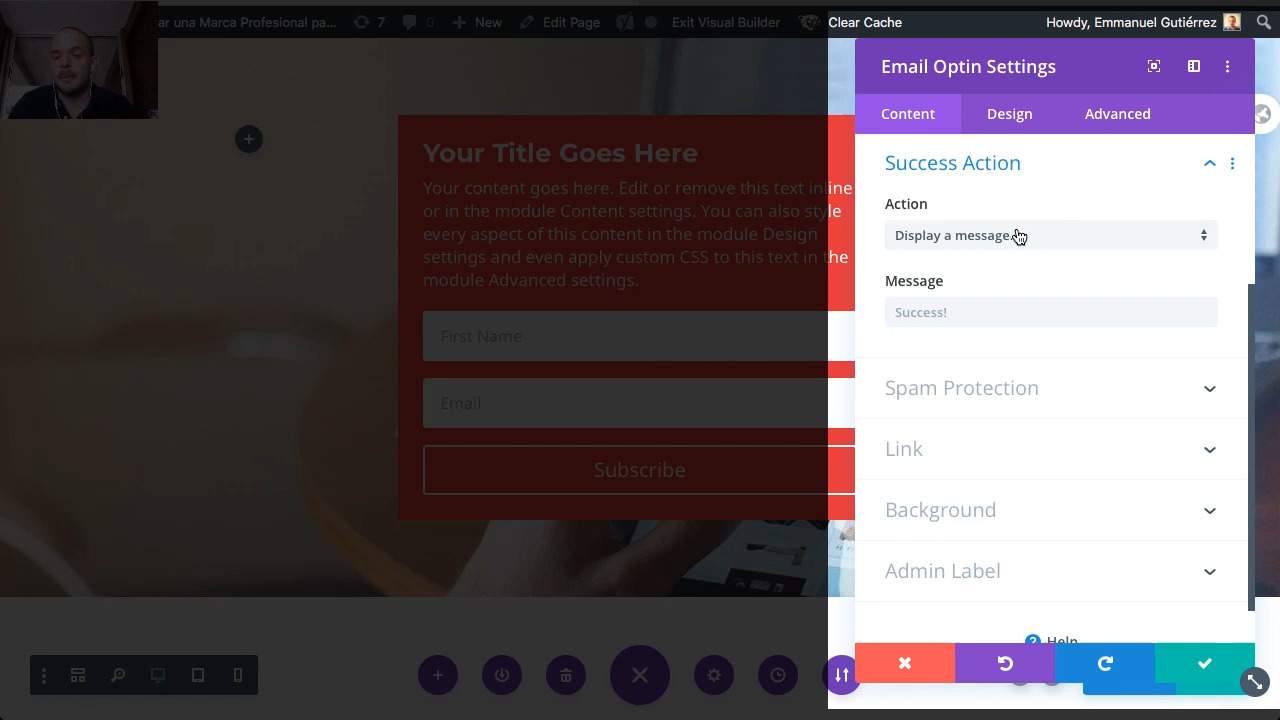 ar una Marca Profesional pa...
7
0
New
Edit Page
Exit Visual Builder
Clear Cache
Howdy, Emmanuel Gutiérrez
Email Optin Settings
Content
Design
Advanced
Your Title Goes Here
Your content goes here. Edit or remove this text inline
or in the module Content settings. You can also style
every aspect of this content in the module Design
settings and even apply custom CSS to this text in the
module Advanced settings.
First Name
Email
Subscribe
Success Action
Action
Display a message.
Message
Success!
Spam Protection
Link
Background
Admin Label
Help